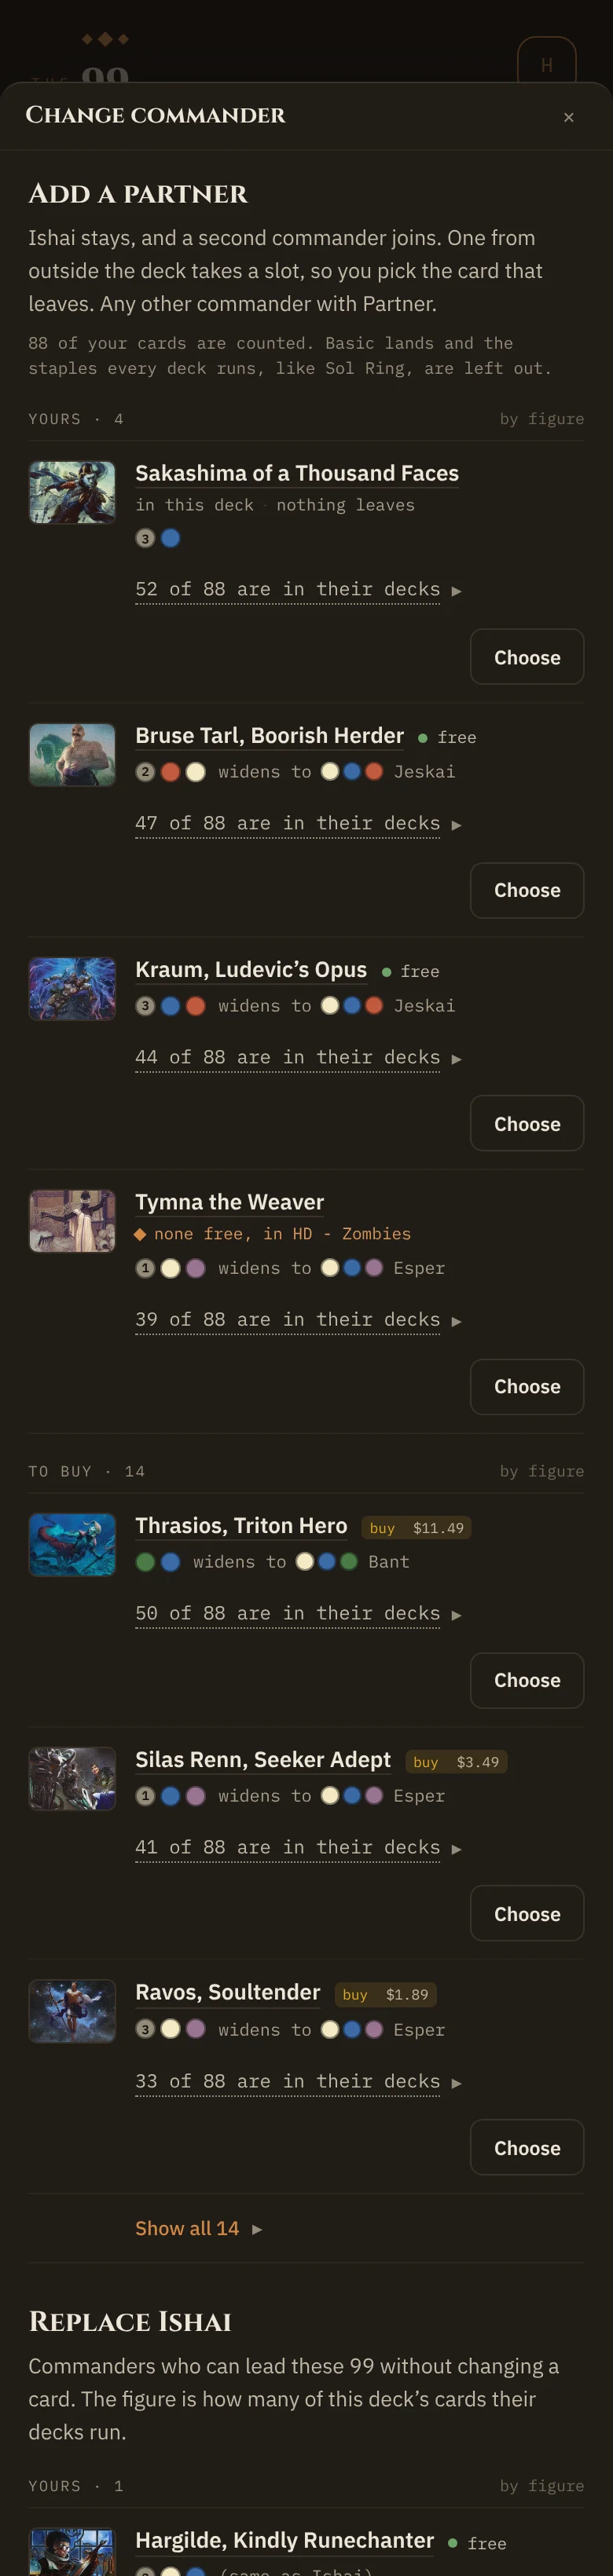 THE 99
H
Change commander
×
Add a partner
Ishai stays, and a second commander joins. One from
outside the deck takes a slot, so you pick the card that
leaves. Any other commander with Partner.
88 of your cards are counted. Basic lands and the
staples every deck runs, like Sol Ring, are left out.
YOURS · 4 by figure
Sakashima of a Thousand Faces
in this deck · nothing leaves
3
52 of 88 are in their decks ▶
Choose
Bruse Tarl, Boorish Herder ● free
2 widens to Jeskai
47 of 88 are in their decks ▶
Choose
Kraum, Ludevic’s Opus ● free
3 widens to Jeskai
44 of 88 are in their decks ▶
Choose
Tymna the Weaver
◆ none free, in HD - Zombies
1 widens to Esper
39 of 88 are in their decks ▶
Choose
TO BUY · 14 by figure
Thrasios, Triton Hero buy $11.49
widens to Bant
50 of 88 are in their decks ▶
Choose
Silas Renn, Seeker Adept buy $3.49
1 widens to Esper
41 of 88 are in their decks ▶
Choose
Ravos, Soultender buy $1.89
3 widens to Esper
33 of 88 are in their decks ▶
Choose
Show all 14 ▶
Replace Ishai
Commanders who can lead these 99 without changing a
card. The figure is how many of this deck’s cards their
decks run.
YOURS · 1 by figure
Hargilde, Kindly Runechanter ● free
(same as Ishai)